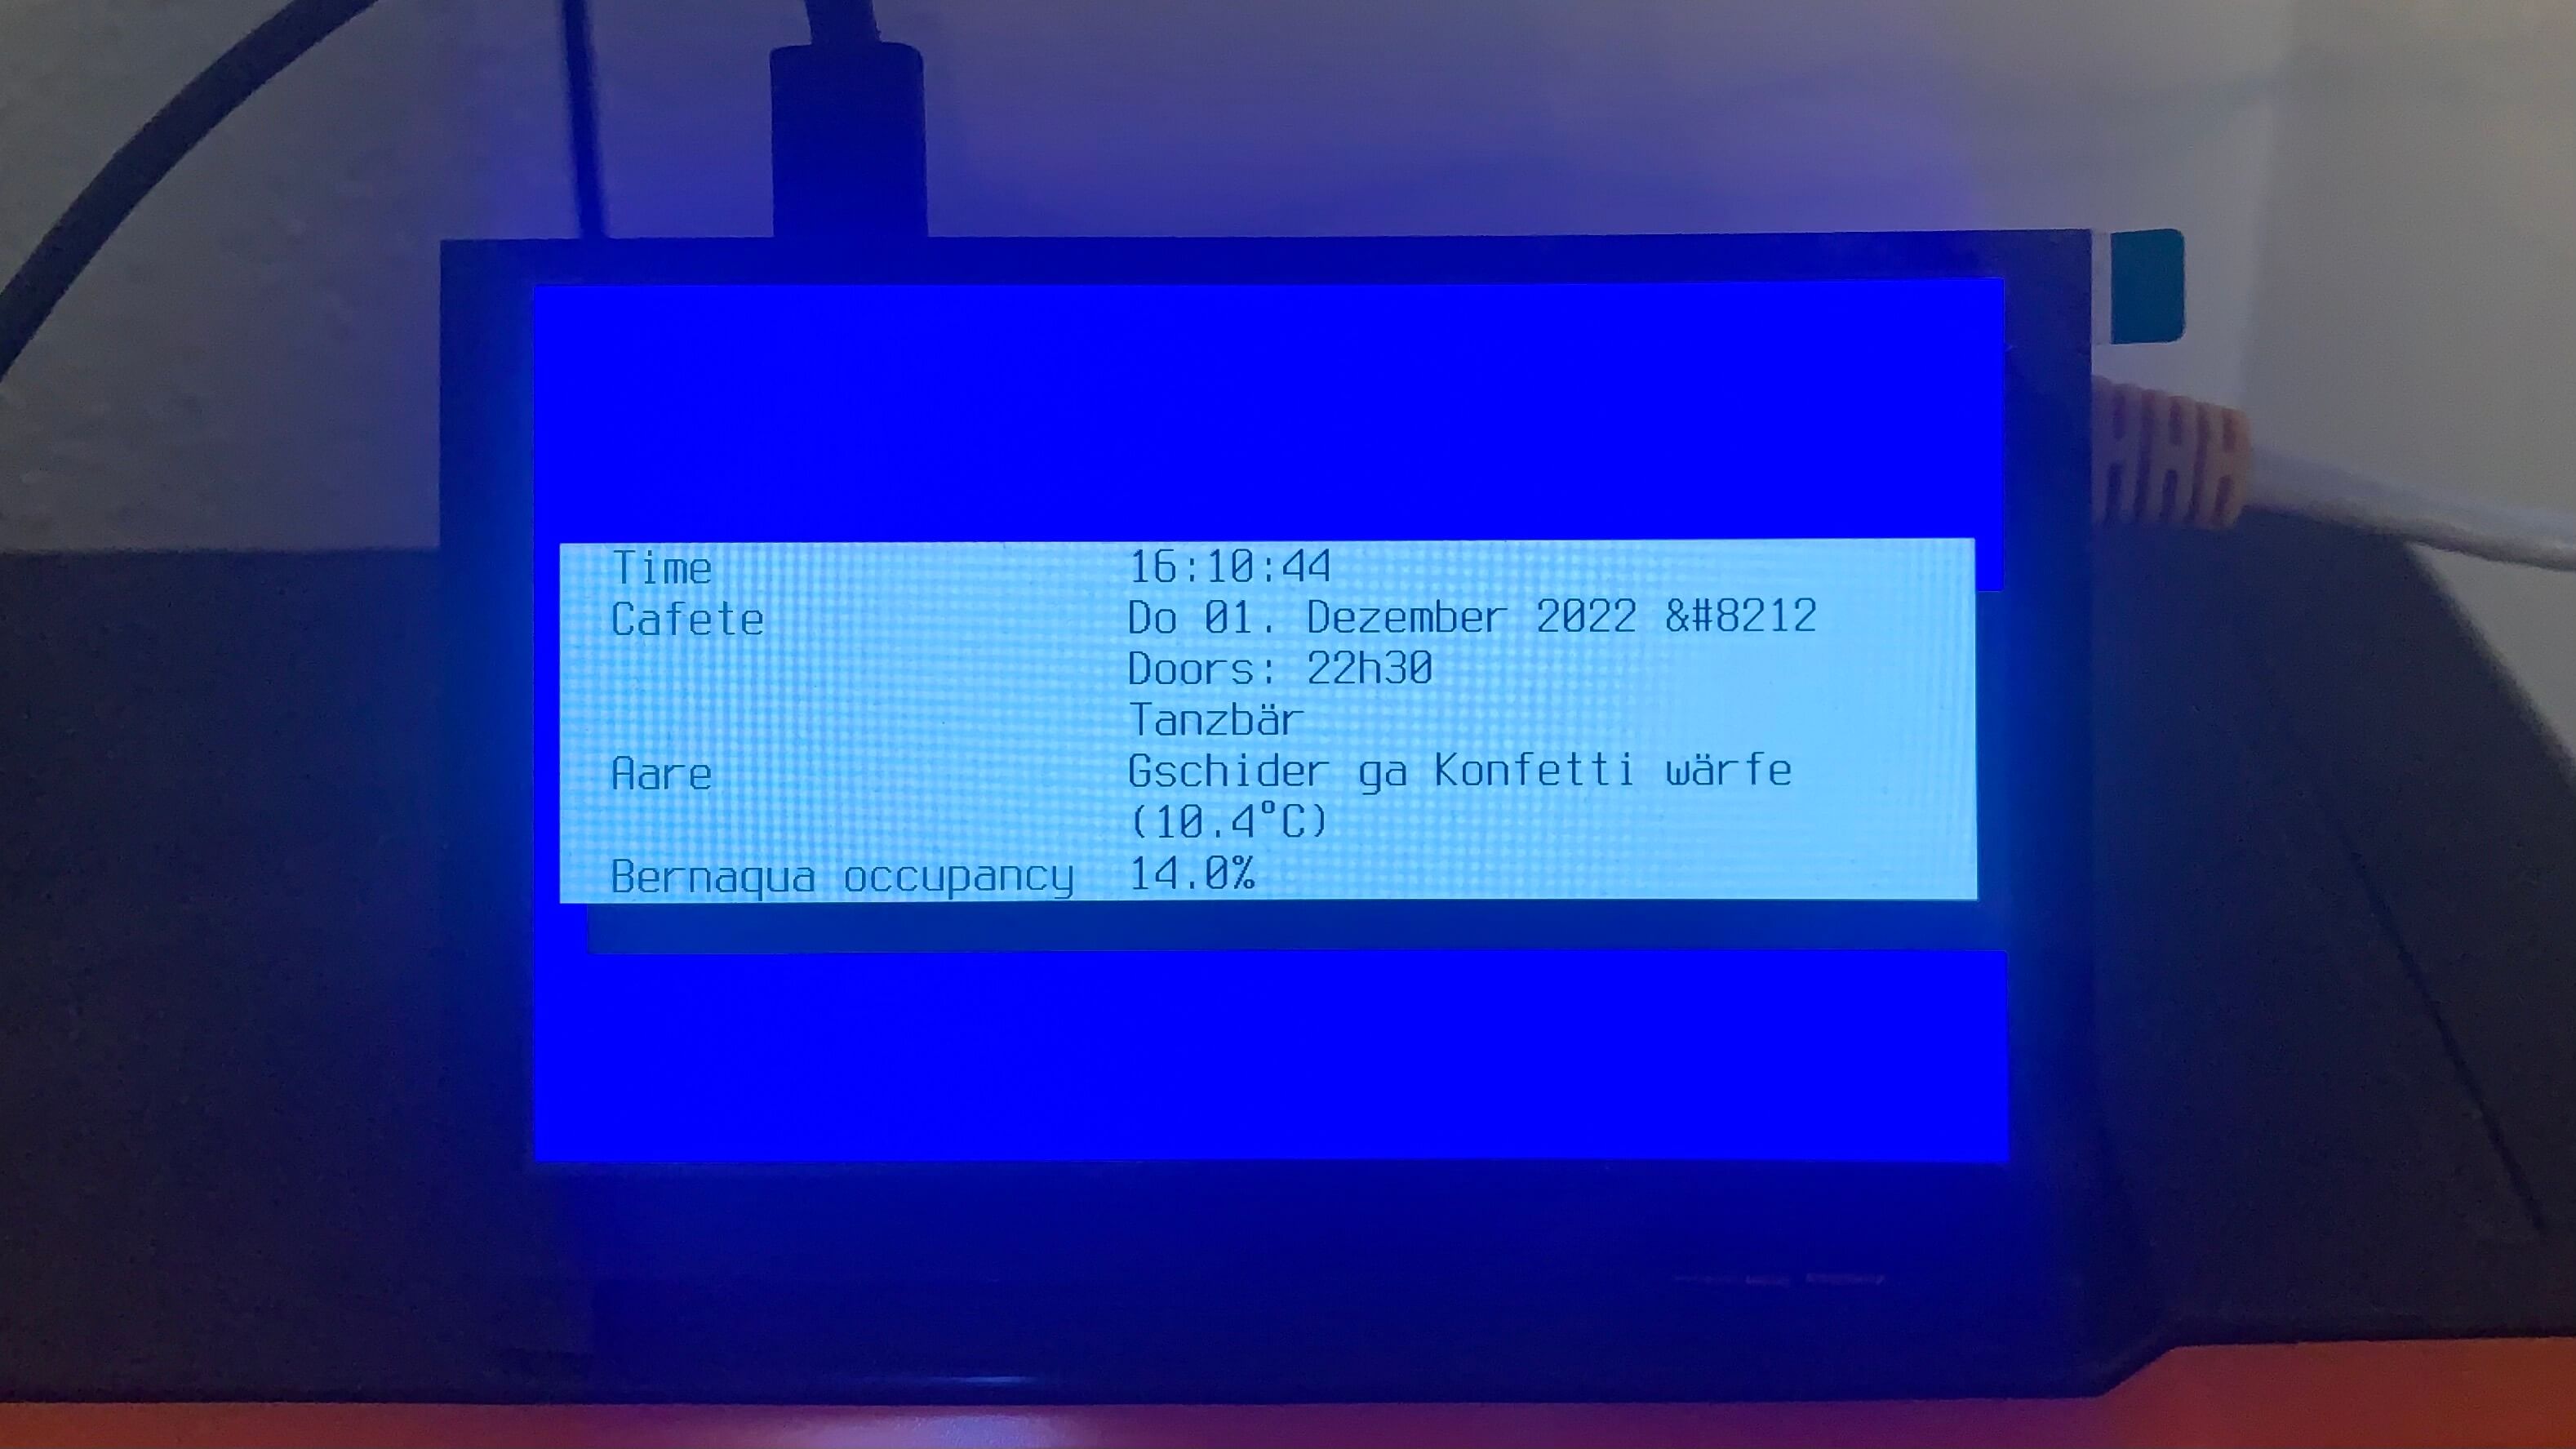 Time 16:10:44
Cafete Do 01. Dezember 2022 &#8212
Doors: 22h30
Tanzbär
Aare Gschider ga Konfetti wärfe
(10.4°C)
Bernaqua occupancy 14.0%